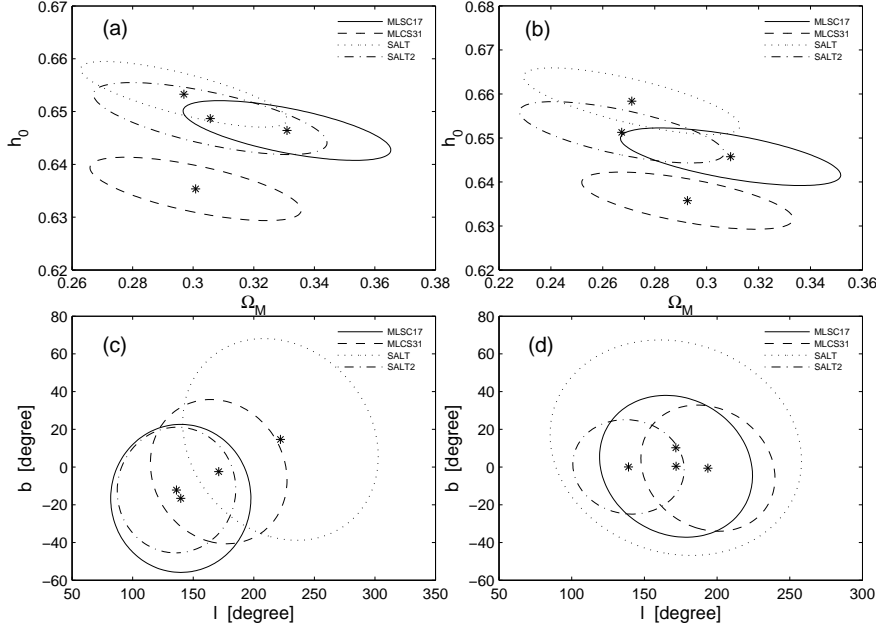 (a)
MLSC17
MLCS31
SALT
SALT2
0.67
0.66
0.65
0.64
0.63
0.62
h0
0.26 0.28 0.3 0.32 0.34 0.36 0.38
ΩM
(b)
MLSC17
MLCS31
SALT
SALT2
0.68
0.67
0.66
0.65
0.64
0.63
0.62
h0
0.22 0.24 0.26 0.28 0.3 0.32 0.34 0.36
ΩM
(c)
MLSC17
MLCS31
SALT
SALT2
80
60
40
20
0
−20
−40
−60
b [degree]
50 100 150 200 250 300 350
l [degree]
(d)
MLSC17
MLCS31
SALT
SALT2
80
60
40
20
0
−20
−40
−60
b [degree]
50 100 150 200 250 300
l [degree]